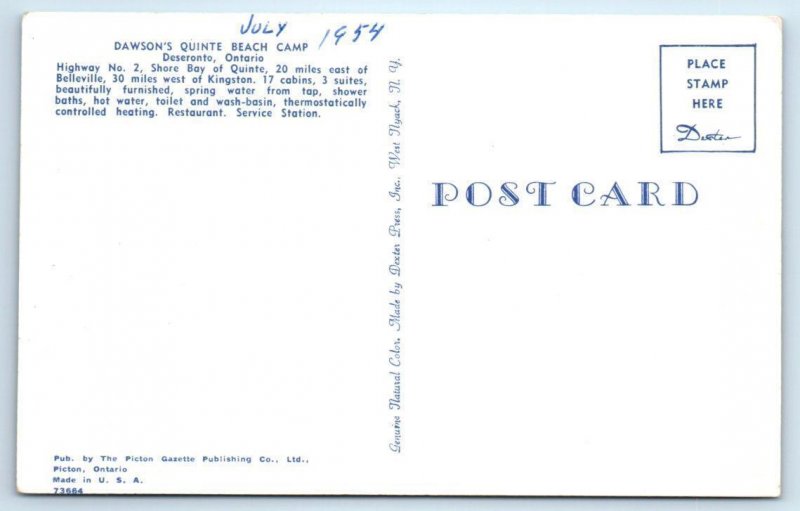 JULY 1954
DAWSON'S QUINTE BEACH CAMP
Deseronto, Ontario
Highway No. 2, Shore Bay of Quinte, 20 miles east of
Belleville, 30 miles west of Kingston. 17 cabins, 3 suites,
beautifully furnished, spring water from tap, shower
baths, hot water, toilet and wash-basin, thermostatically
controlled heating. Restaurant. Service Station.
Pub. by The Picton Gazette Publishing Co., Ltd.,
Picton, Ontario
Made in U. S. A.
73664
Genuine Natural Color. Made by Dexter Press, Inc., West Nyack, N. Y.
PLACE
STAMP
HERE
Dexter
POST CARD